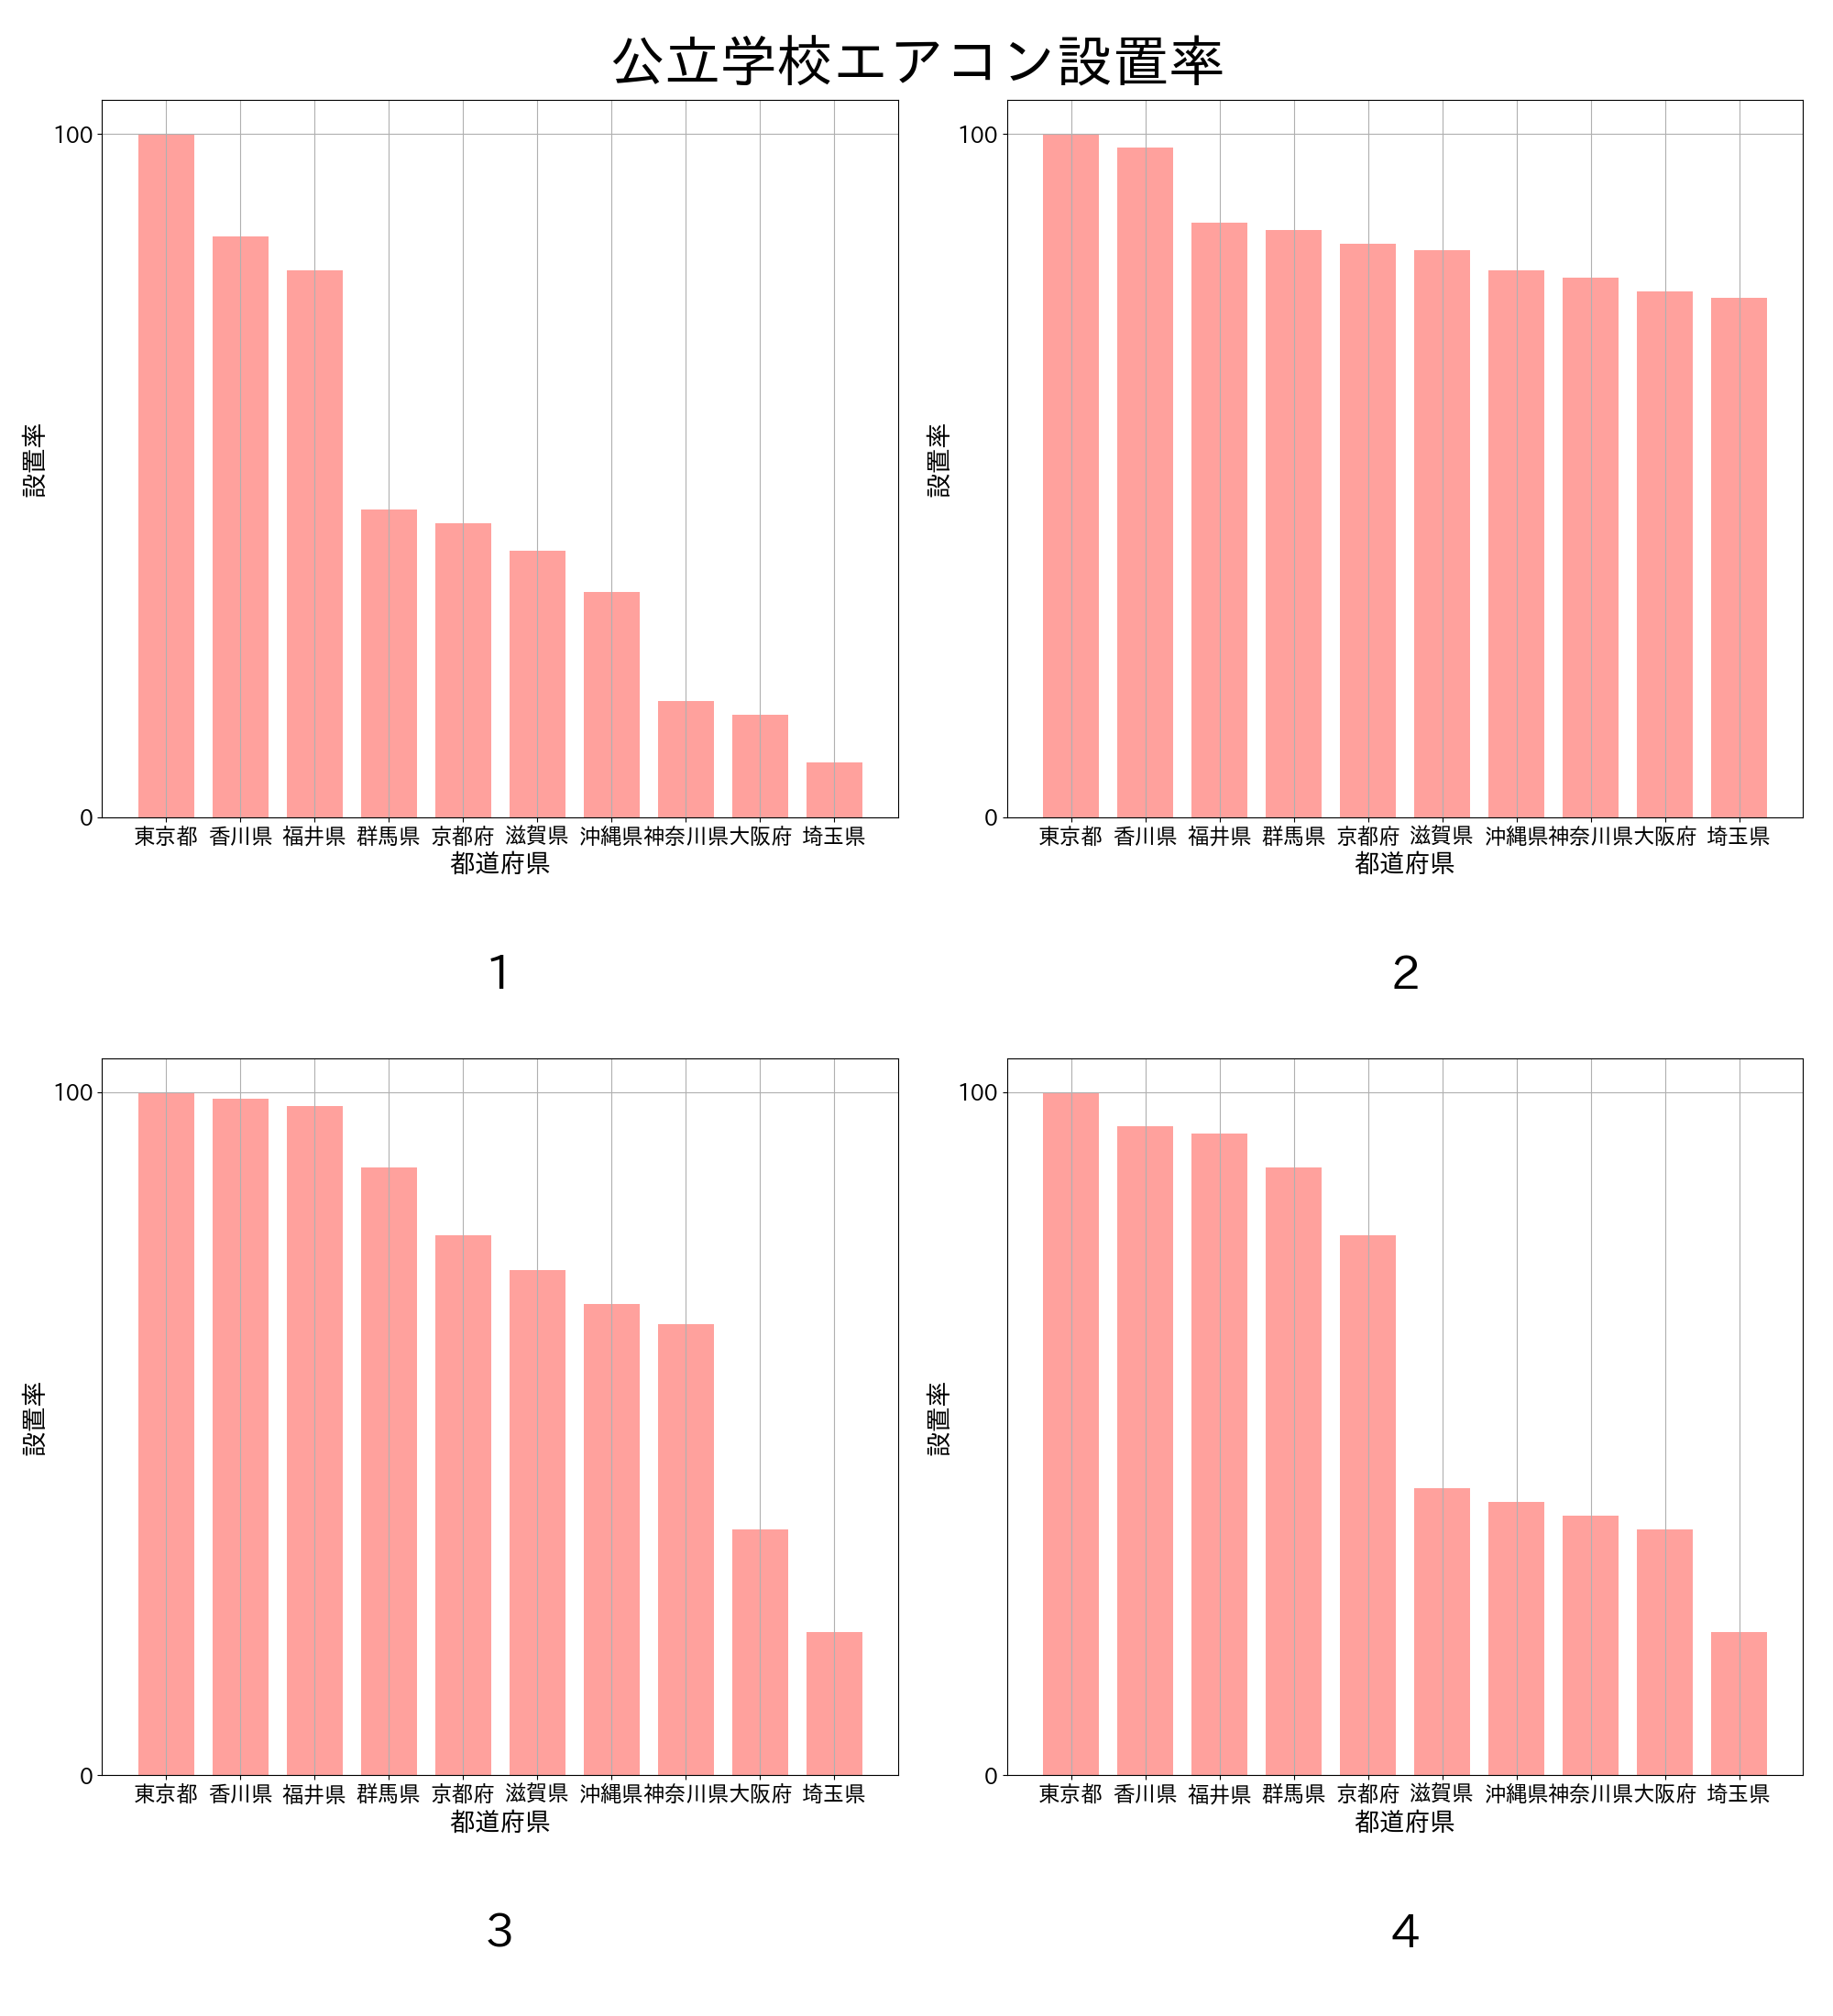 公立学校エアコン設置率
100
0
設置率
東京都 香川県 福井県 群馬県 京都府 滋賀県 沖縄県 神奈川県 大阪府 埼玉県
都道府県
1
100
0
設置率
東京都 香川県 福井県 群馬県 京都府 滋賀県 沖縄県 神奈川県 大阪府 埼玉県
都道府県
2
100
0
設置率
東京都 香川県 福井県 群馬県 京都府 滋賀県 沖縄県 神奈川県 大阪府 埼玉県
都道府県
3
100
0
設置率
東京都 香川県 福井県 群馬県 京都府 滋賀県 沖縄県 神奈川県 大阪府 埼玉県
都道府県
4